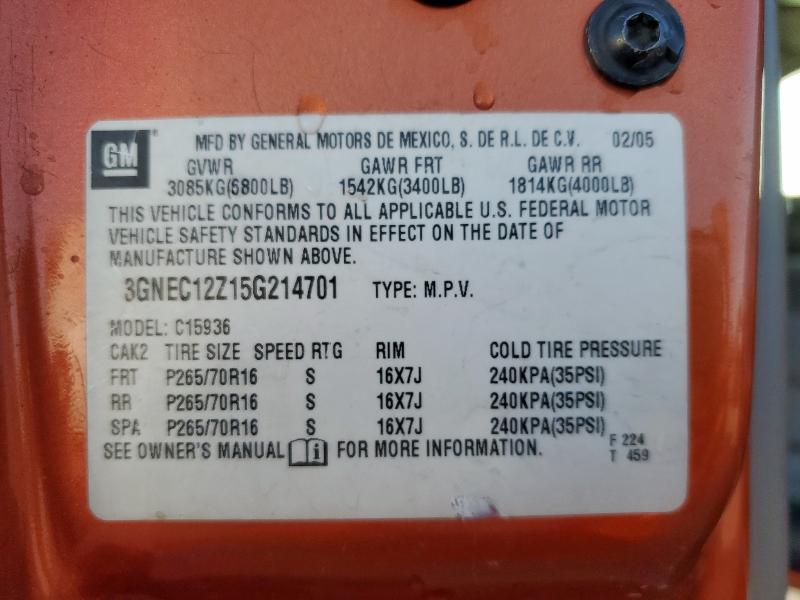 GM MFD BY GENERAL MOTORS DE MEXICO, S. DE R.L. DE C.V. 02/05
GVWR GAWR FRT GAWR RR
3085KG(6800LB) 1542KG(3400LB) 1814KG(4000LB)
THIS VEHICLE CONFORMS TO ALL APPLICABLE U.S. FEDERAL MOTOR
VEHICLE SAFETY STANDARDS IN EFFECT ON THE DATE OF
MANUFACTURE SHOWN ABOVE.
3GNEC12Z15G214701 TYPE: M.P.V.
MODEL: C15936
CAK2 TIRE SIZE SPEED RTG RIM COLD TIRE PRESSURE
FRT P265/70R16 S 16X7J 240KPA(35PSI)
RR P265/70R16 S 16X7J 240KPA(35PSI)
SPA P265/70R16 S 16X7J 240KPA(35PSI)
SEE OWNER'S MANUAL i FOR MORE INFORMATION. F 224
T 459